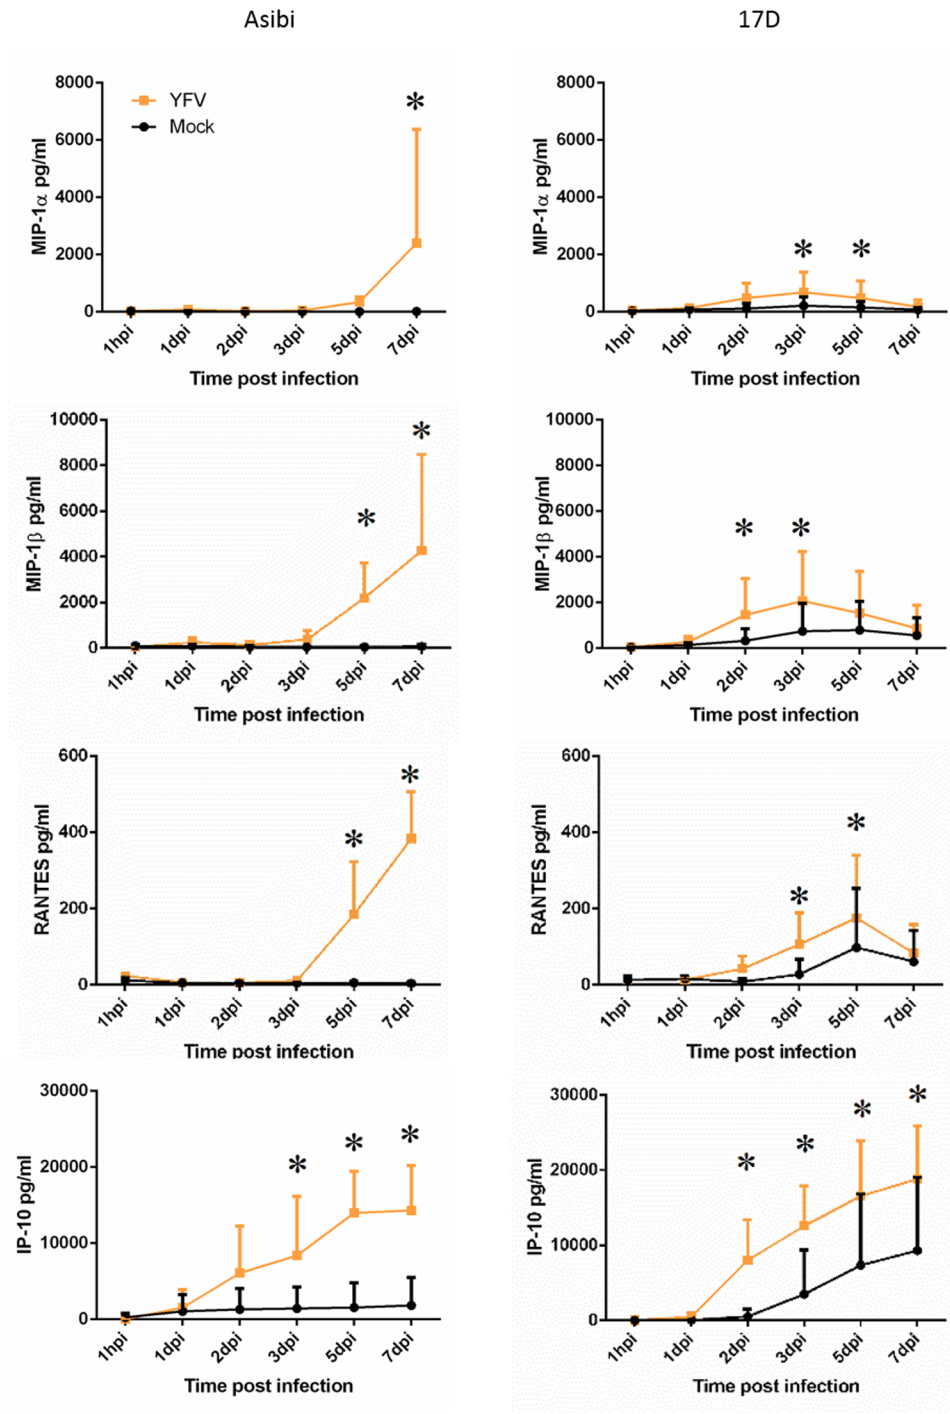 Asibi
17D
8000
6000
4000
2000
0
MIP-1α pg/ml
YFV
Mock
*
1hpi 1dpi 2dpi 3dpi 5dpi 7dpi
Time post infection
8000
6000
4000
2000
0
MIP-1α pg/ml
* *
1hpi 1dpi 2dpi 3dpi 5dpi 7dpi
Time post infection
10000
8000
6000
4000
2000
0
MIP-1β pg/ml
* *
1hpi 1dpi 2dpi 3dpi 5dpi 7dpi
Time post infection
10000
8000
6000
4000
2000
0
MIP-1β pg/ml
* *
1hpi 1dpi 2dpi 3dpi 5dpi 7dpi
Time post infection
600
400
200
0
RANTES pg/ml
* *
1hpi 1dpi 2dpi 3dpi 5dpi 7dpi
Time post infection
600
400
200
0
RANTES pg/ml
* *
1hpi 1dpi 2dpi 3dpi 5dpi 7dpi
Time post infection
30000
20000
10000
0
IP-10 pg/ml
* * *
1hpi 1dpi 2dpi 3dpi 5dpi 7dpi
Time post infection
30000
20000
10000
0
IP-10 pg/ml
* * * *
1hpi 1dpi 2dpi 3dpi 5dpi 7dpi
Time post infection